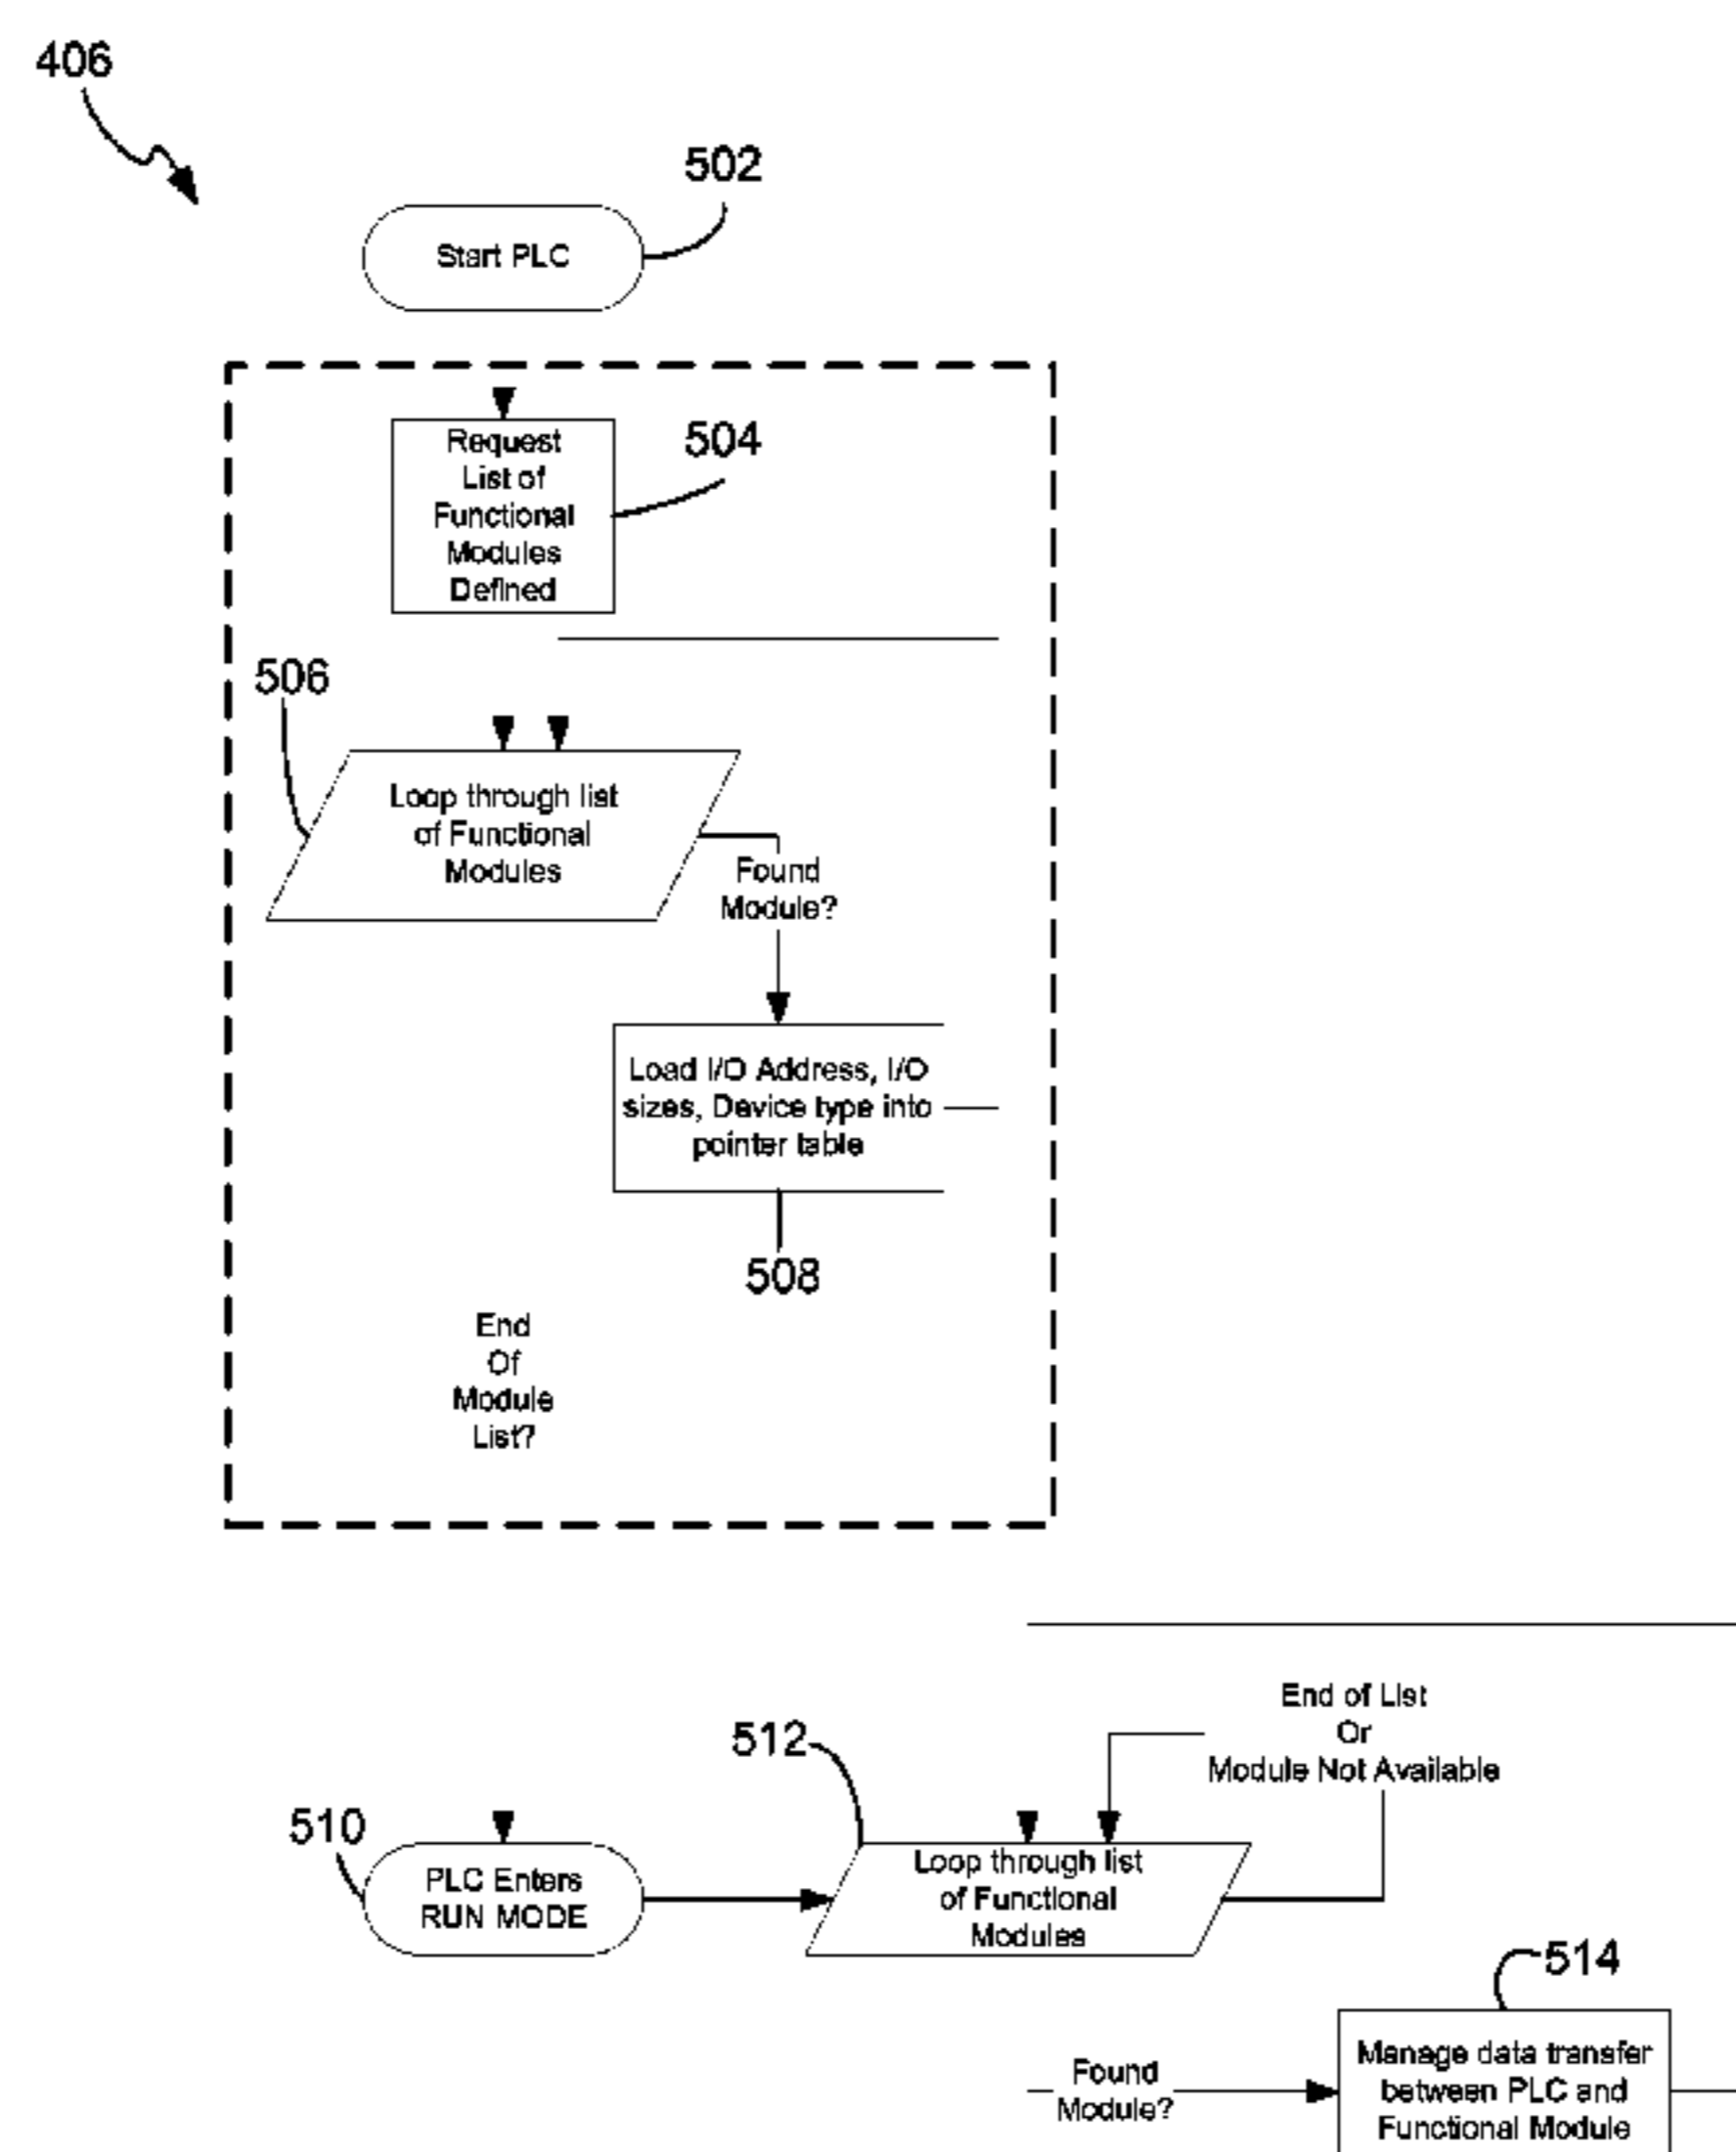 406
502
Start PLC
Request
List of
Functional
Modules
Defined
504
506
Loop through list
of Functional
Modules
Found
Module?
Load I/O Address, I/O
sizes, Device type into
pointer table
508
End
Of
Module
List?
End of List
Or
Module Not Available
512
510
PLC Enters
RUN MODE
Loop through list
of Functional
Modules
514
Found
Module?
Manage data transfer
between PLC and
Functional Module